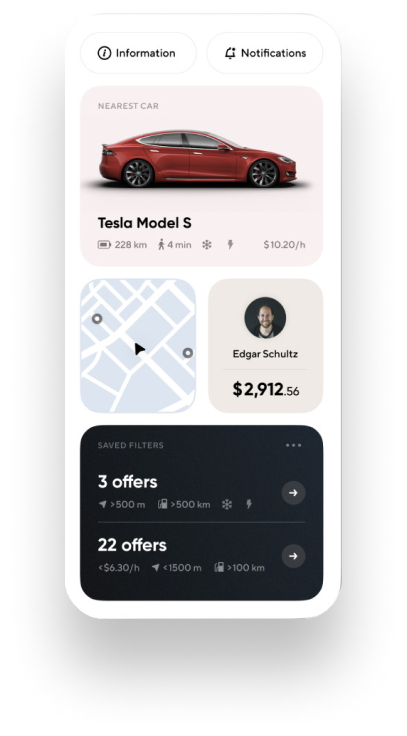 Information
Notifications
NEAREST CAR
Tesla Model S
228 km 4 min $10.20/h
Edgar Schultz
$2,912.56
SAVED FILTERS
3 offers
>500 m >500 km
22 offers
<$6.30/h <1500 m >100 km